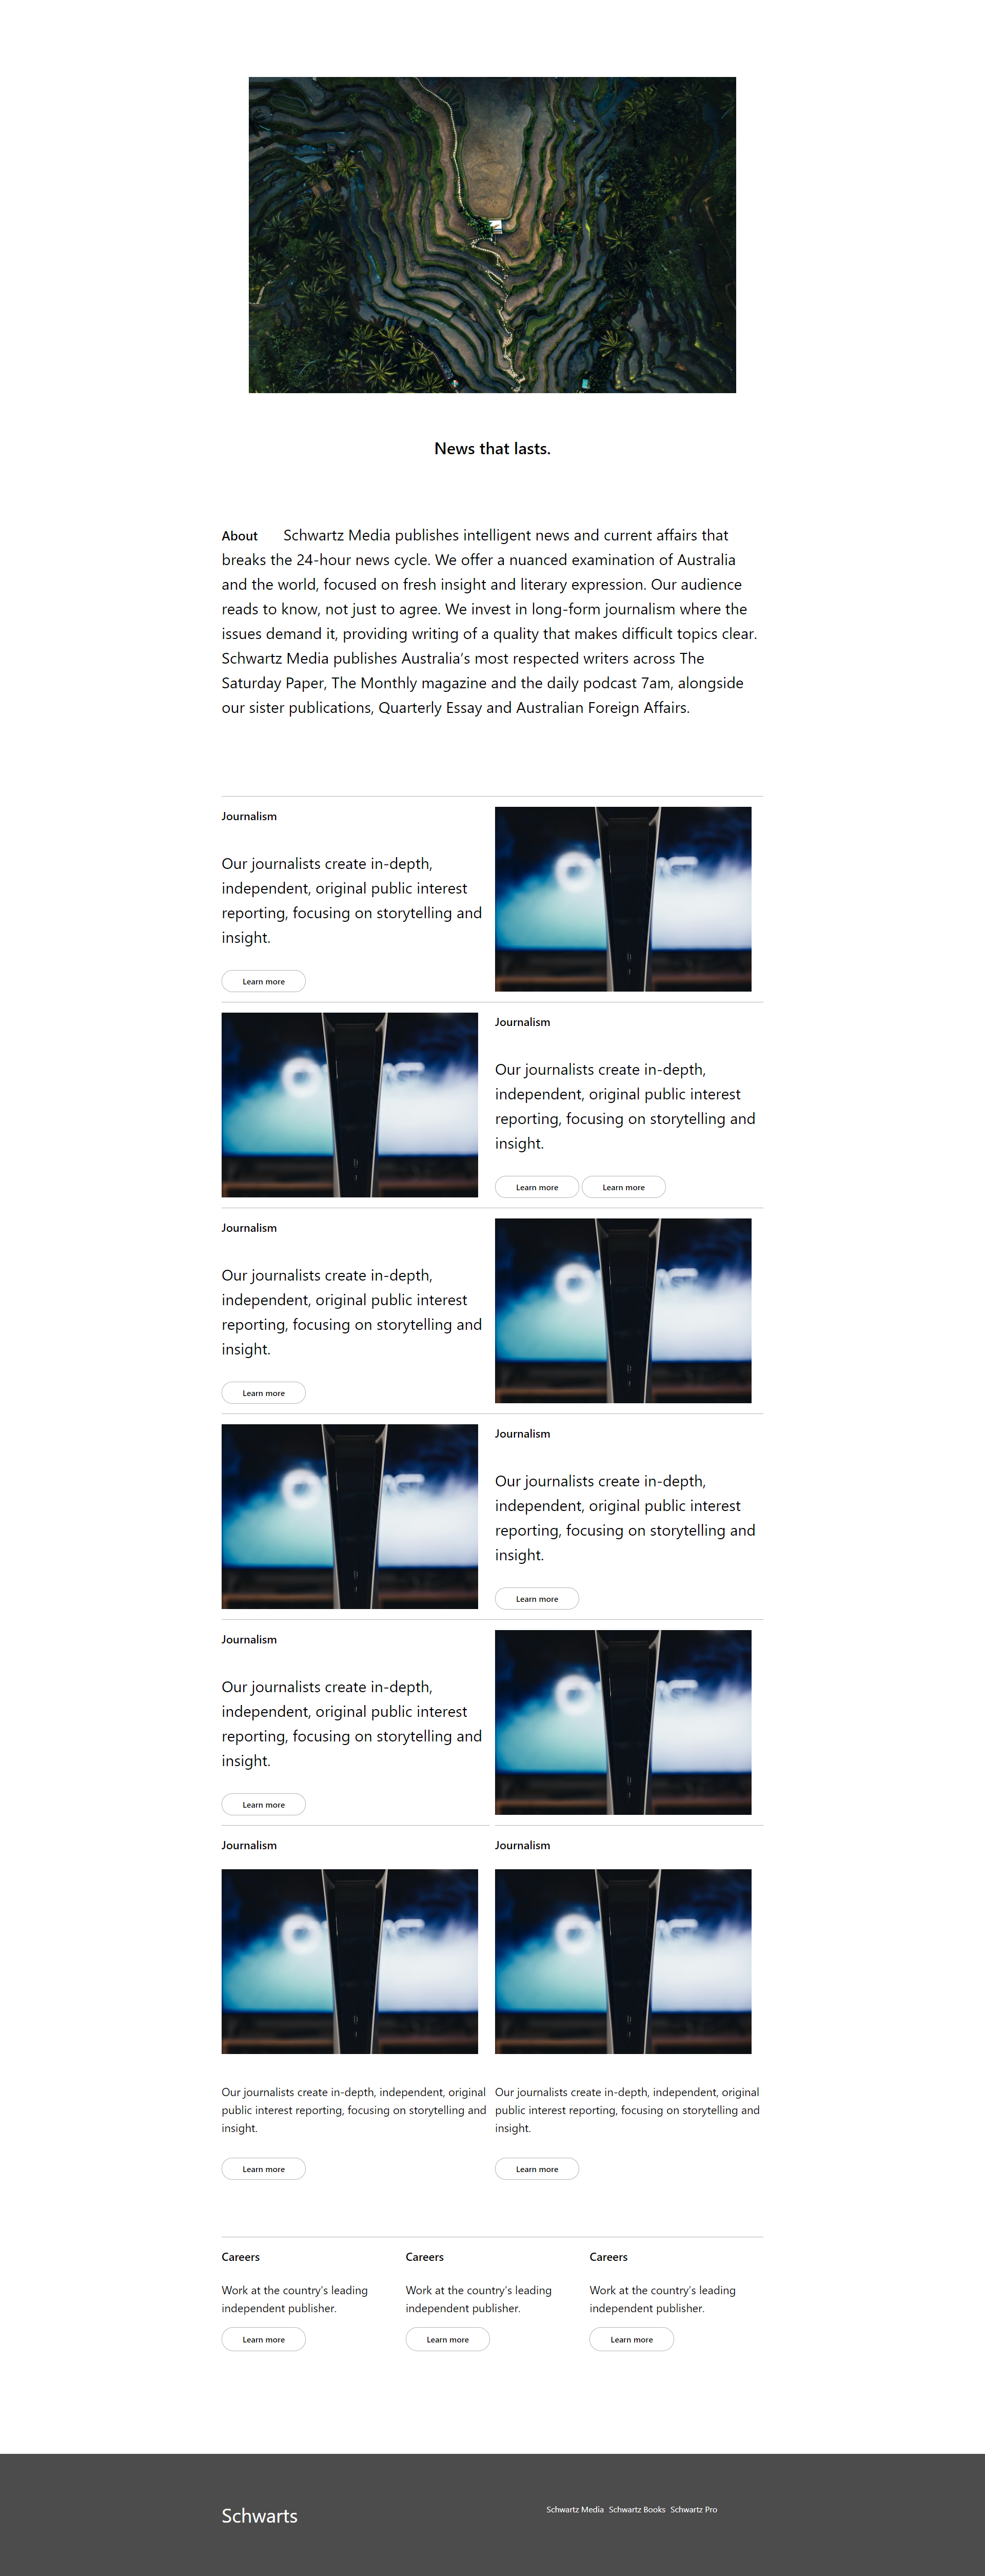 News that lasts.
About Schwartz Media publishes intelligent news and current affairs that
breaks the 24-hour news cycle. We offer a nuanced examination of Australia
and the world, focused on fresh insight and literary expression. Our audience
reads to know, not just to agree. We invest in long-form journalism where the
issues demand it, providing writing of a quality that makes difficult topics clear.
Schwartz Media publishes Australia's most respected writers across The
Saturday Paper, The Monthly magazine and the daily podcast 7am, alongside
our sister publications, Quarterly Essay and Australian Foreign Affairs.
Journalism
Our journalists create in-depth,
independent, original public interest
reporting, focusing on storytelling and
insight.
Learn more
Journalism
Our journalists create in-depth,
independent, original public interest
reporting, focusing on storytelling and
insight.
Learn more Learn more
Journalism
Our journalists create in-depth,
independent, original public interest
reporting, focusing on storytelling and
insight.
Learn more
Journalism
Our journalists create in-depth,
independent, original public interest
reporting, focusing on storytelling and
insight.
Learn more
Journalism
Our journalists create in-depth,
independent, original public interest
reporting, focusing on storytelling and
insight.
Learn more
Journalism
Our journalists create in-depth, independent, original
public interest reporting, focusing on storytelling and
insight.
Learn more
Journalism
Our journalists create in-depth, independent, original
public interest reporting, focusing on storytelling and
insight.
Learn more
Careers
Work at the country's leading
independent publisher.
Learn more
Careers
Work at the country's leading
independent publisher.
Learn more
Careers
Work at the country's leading
independent publisher.
Learn more
Schwarts
Schwartz Media Schwartz Books Schwartz Pro